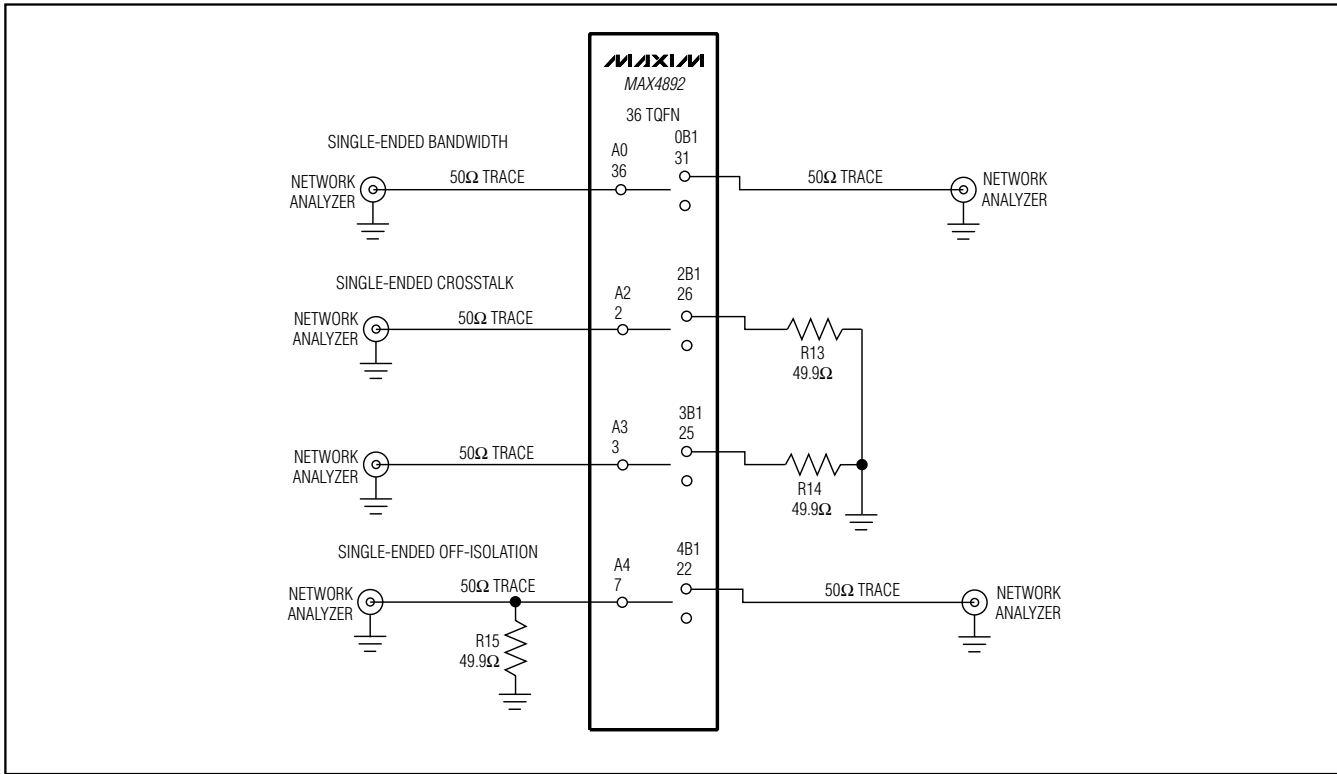 MAXIM
MAX4892
36 TQFN
SINGLE-ENDED BANDWIDTH
A0
36
0B1
31
NETWORK
ANALYZER
50Ω TRACE
50Ω TRACE
NETWORK
ANALYZER
SINGLE-ENDED CROSSTALK
A2
2
2B1
26
NETWORK
ANALYZER
50Ω TRACE
R13
49.9Ω
A3
3
3B1
25
NETWORK
ANALYZER
50Ω TRACE
R14
49.9Ω
SINGLE-ENDED OFF-ISOLATION
A4
7
4B1
22
NETWORK
ANALYZER
50Ω TRACE
50Ω TRACE
NETWORK
ANALYZER
R15
49.9Ω